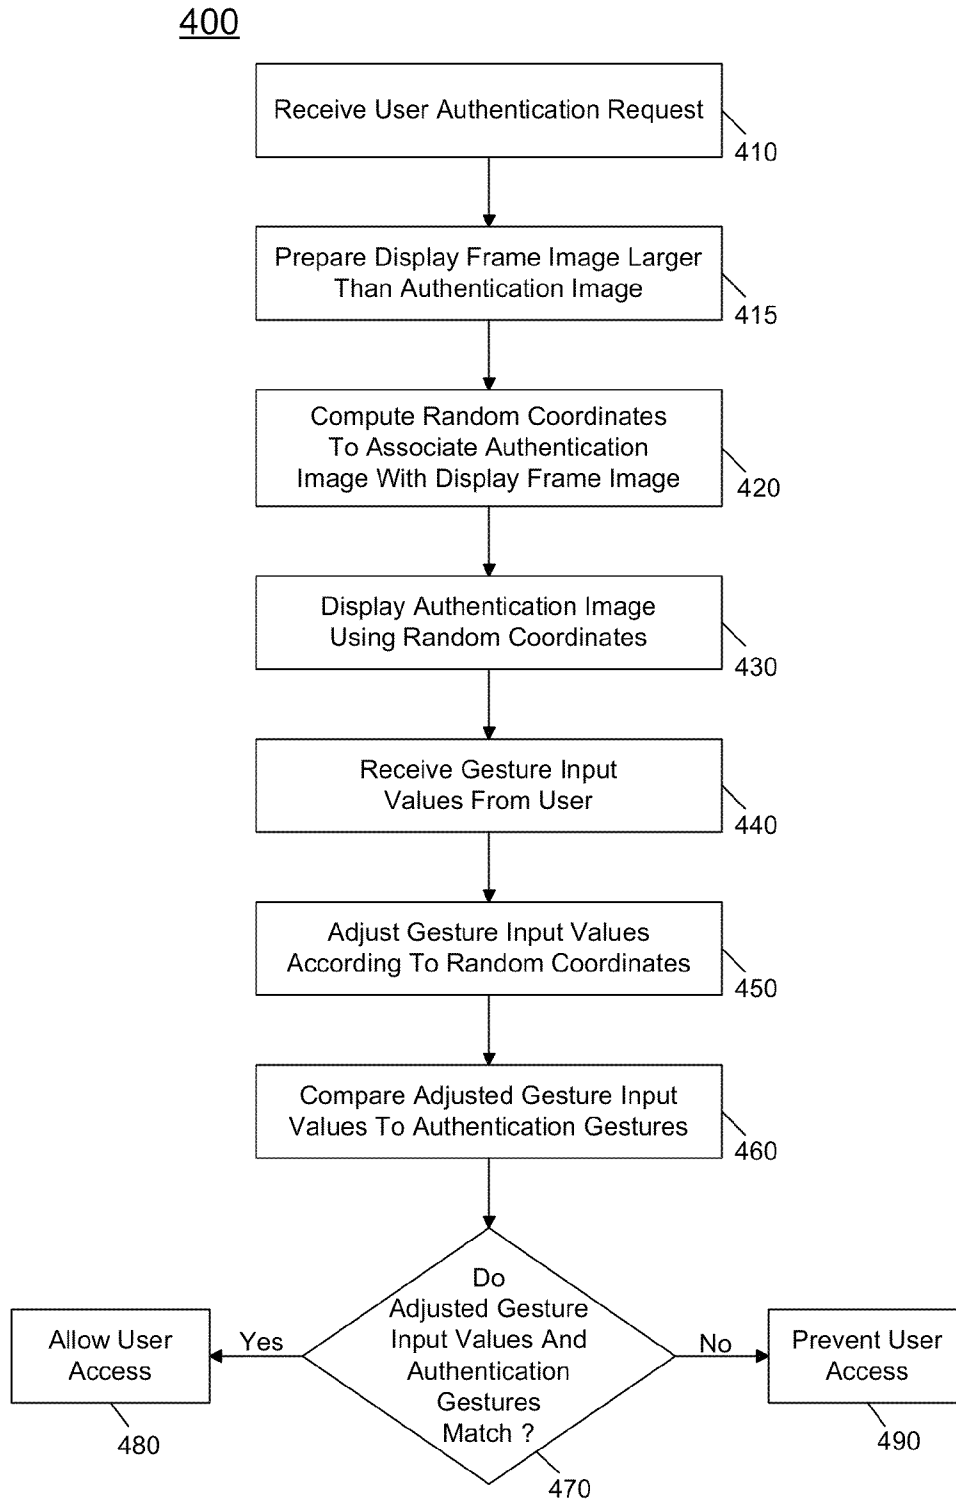 400
Receive User Authentication Request
410
Prepare Display Frame Image Larger
Than Authentication Image
415
Compute Random Coordinates
To Associate Authentication
Image With Display Frame Image
420
Display Authentication Image
Using Random Coordinates
430
Receive Gesture Input
Values From User
440
Adjust Gesture Input Values
According To Random Coordinates
450
Compare Adjusted Gesture Input
Values To Authentication Gestures
460
Do
Adjusted Gesture
Input Values And
Authentication
Gestures
Match ?
470
Yes
Allow User
Access
480
No
Prevent User
Access
490